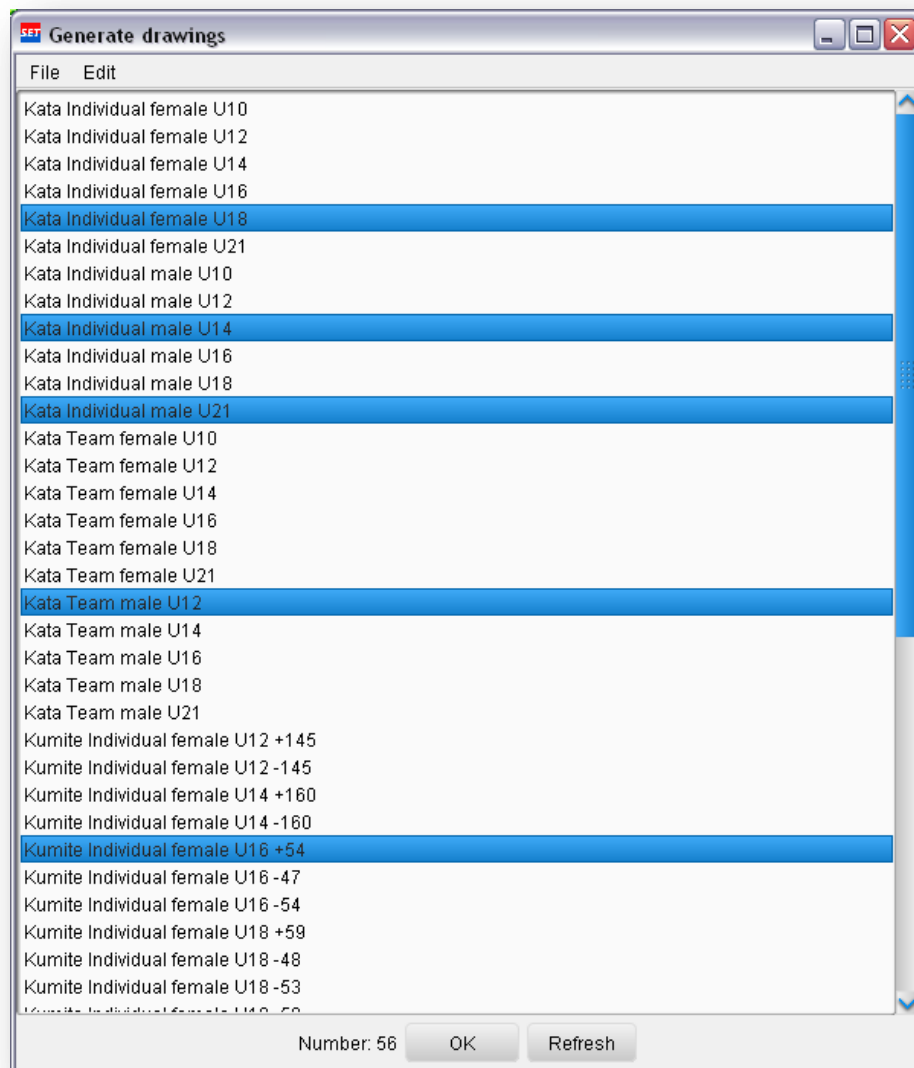 SET Generate drawings
File Edit
Kata Individual female U10
Kata Individual female U12
Kata Individual female U14
Kata Individual female U16
Kata Individual female U18
Kata Individual female U21
Kata Individual male U10
Kata Individual male U12
Kata Individual male U14
Kata Individual male U16
Kata Individual male U18
Kata Individual male U21
Kata Team female U10
Kata Team female U12
Kata Team female U14
Kata Team female U16
Kata Team female U18
Kata Team female U21
Kata Team male U12
Kata Team male U14
Kata Team male U16
Kata Team male U18
Kata Team male U21
Kumite Individual female U12 +145
Kumite Individual female U12 -145
Kumite Individual female U14 +160
Kumite Individual female U14 -160
Kumite Individual female U16 +54
Kumite Individual female U16 -47
Kumite Individual female U16 -54
Kumite Individual female U18 +59
Kumite Individual female U18 -48
Kumite Individual female U18 -53
Number: 56 OK Refresh